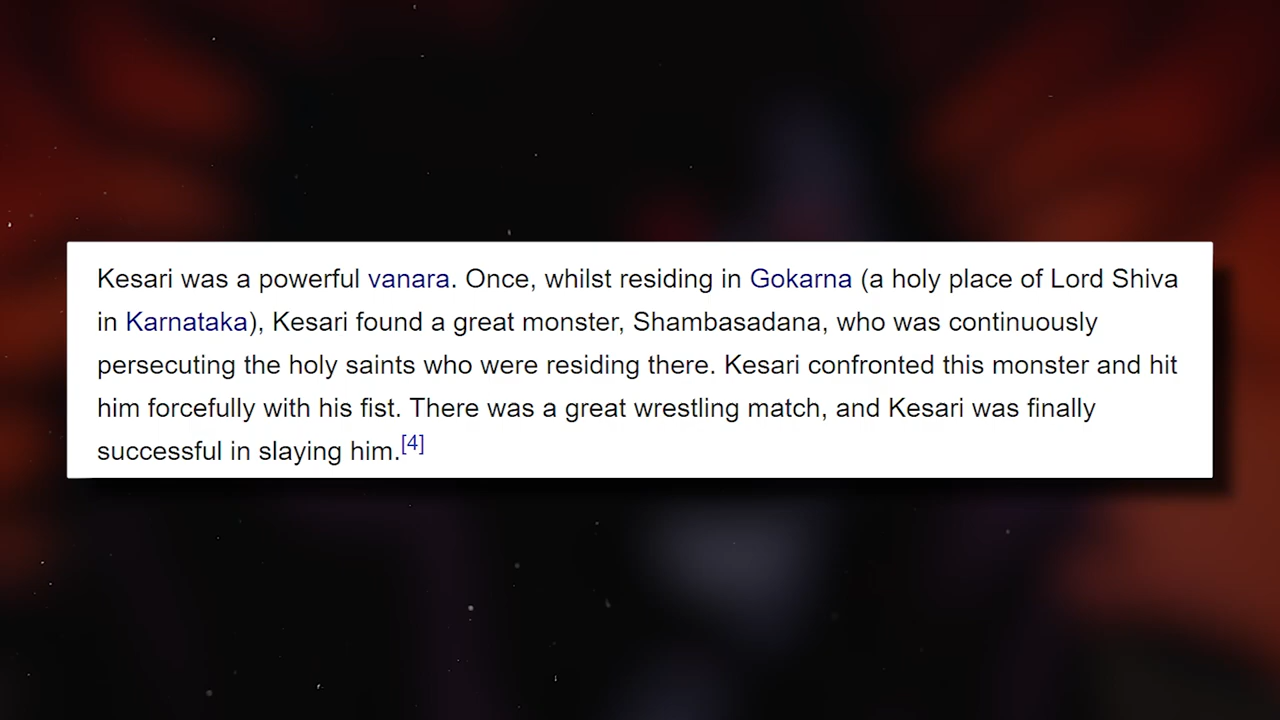 Kesari was a powerful vanara. Once, whilst residing in Gokarna (a holy place of Lord Shiva
in Karnataka), Kesari found a great monster, Shambasadana, who was continuously
persecuting the holy saints who were residing there. Kesari confronted this monster and hit
him forcefully with his fist. There was a great wrestling match, and Kesari was finally
successful in slaying him.[4]